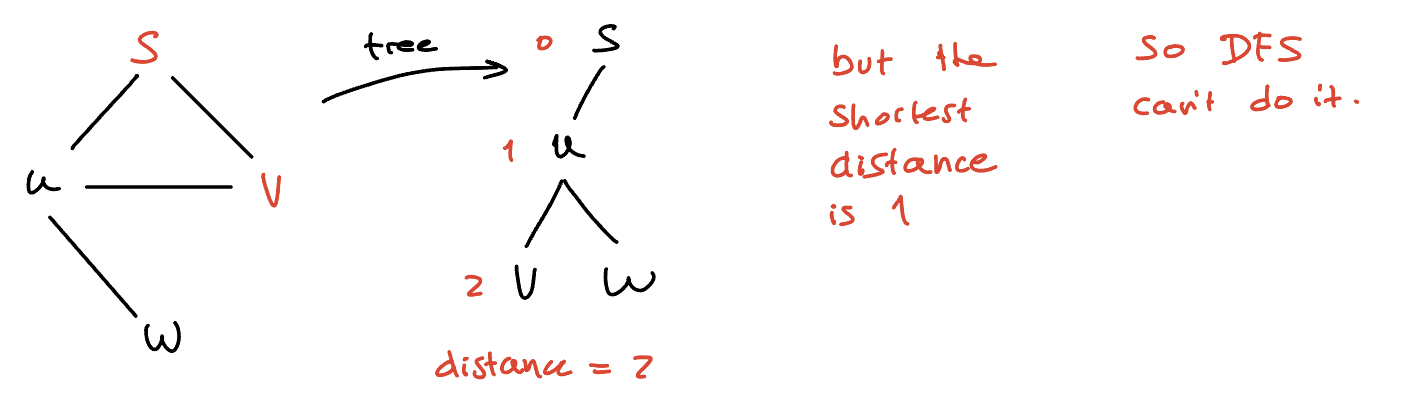 S
u
V
W
tree
0 S
1 u
2 V W
distance = 2
but the
shortest
distance
is 1
So DFS
can't do it.